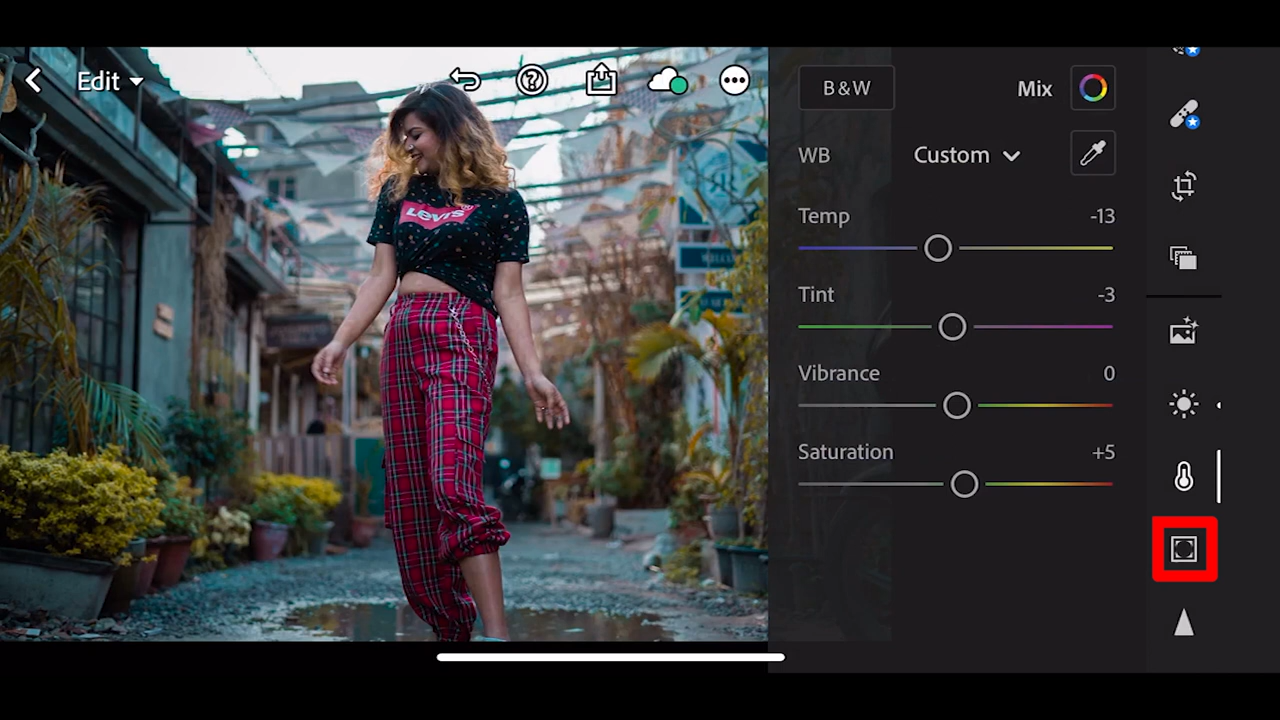 Edit
B&W
Mix
WB
Custom
Temp
-13
Tint
-3
Vibrance
0
Saturation
+5
Levi's